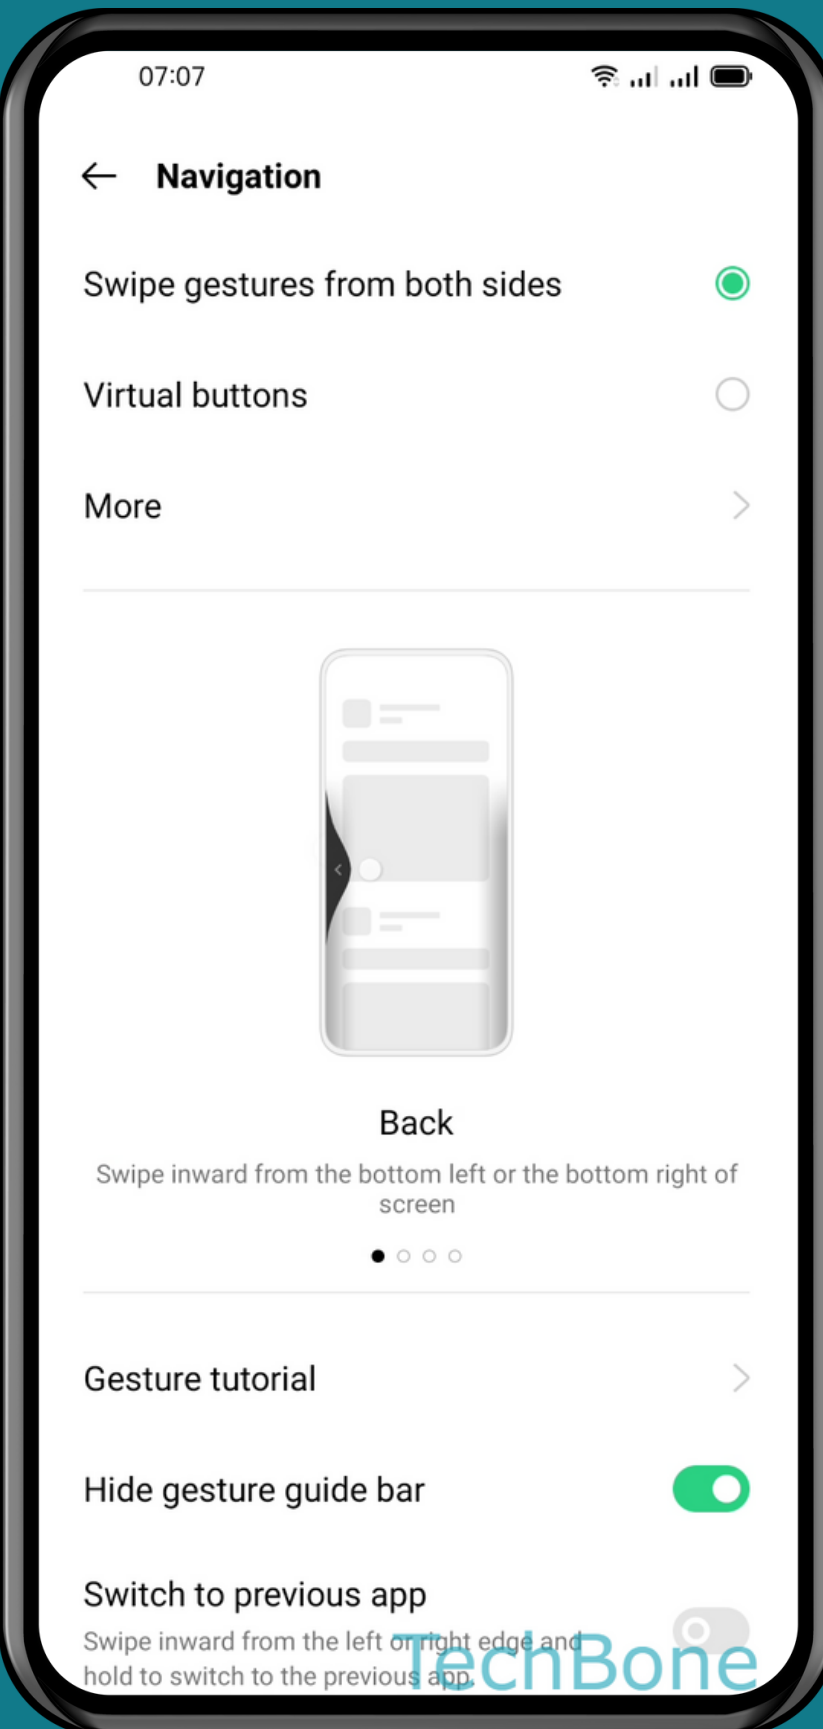 07:07
Navigation
Swipe gestures from both sides
Virtual buttons
More
Back
Swipe inward from the bottom left or the bottom right of
screen
Gesture tutorial
Hide gesture guide bar
Switch to previous app
Swipe inward from the left or right edge and
hold to switch to the previous app.
TechBone